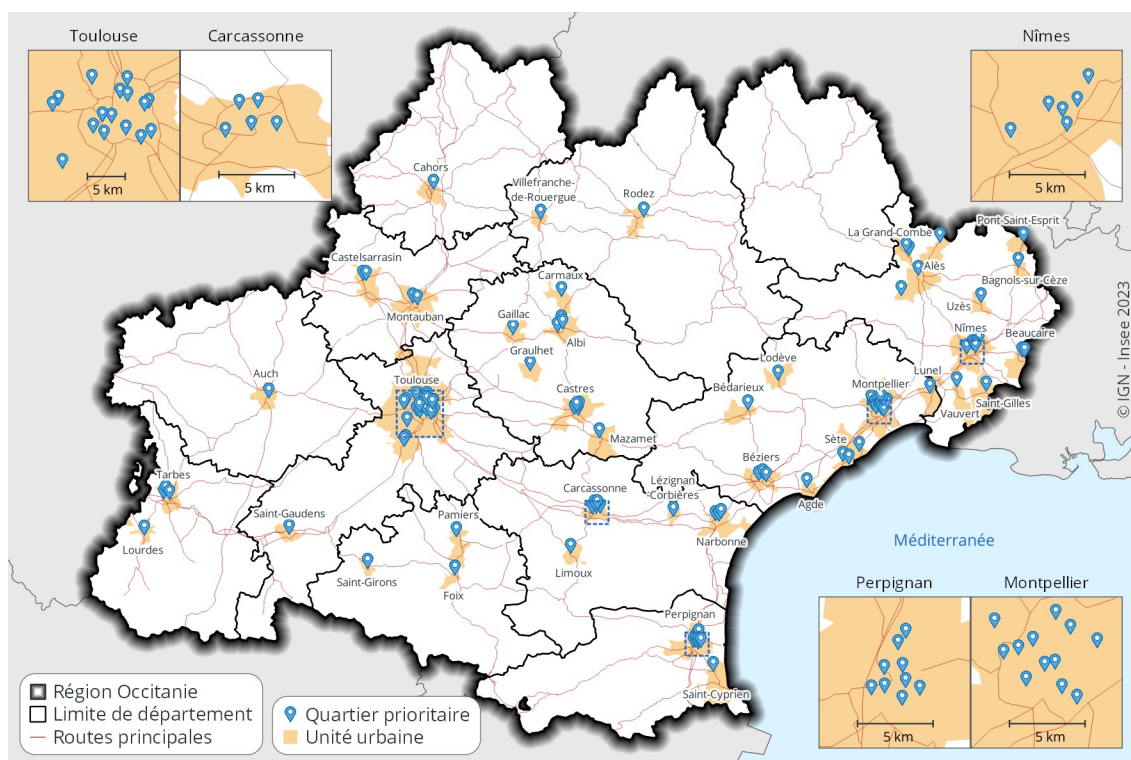 Toulouse
Carcassonne
Nîmes
5 km
5 km
5 km
Cahors
Villefranche-
de-Rouergue
Rodez
La Grand-Combe
Pont-Saint-Esprit
Castelsarrasin
Carmaux
Alès
Bagnols-sur-Cèze
Montauban
Gaillac
Albi
Uzès
Nîmes
Beaucaire
Graulhet
Lodève
Auch
Toulouse
Castres
Bédarieux
Montpellier
Lunel
Saint-Gilles
Vauvert
Mazamet
Sète
Béziers
Tarbes
Carcassonne
Lézignan
-Corbières
Agde
Saint-Gaudens
Pamiers
Narbonne
Lourdes
Saint-Girons
Foix
Limoux
Méditerranée
Perpignan
Saint-Cyprien
Perpignan
Montpellier
5 km
5 km
Région Occitanie
Limite de département
Routes principales
Quartier prioritaire
Unité urbaine
© IGN - Insee 2023